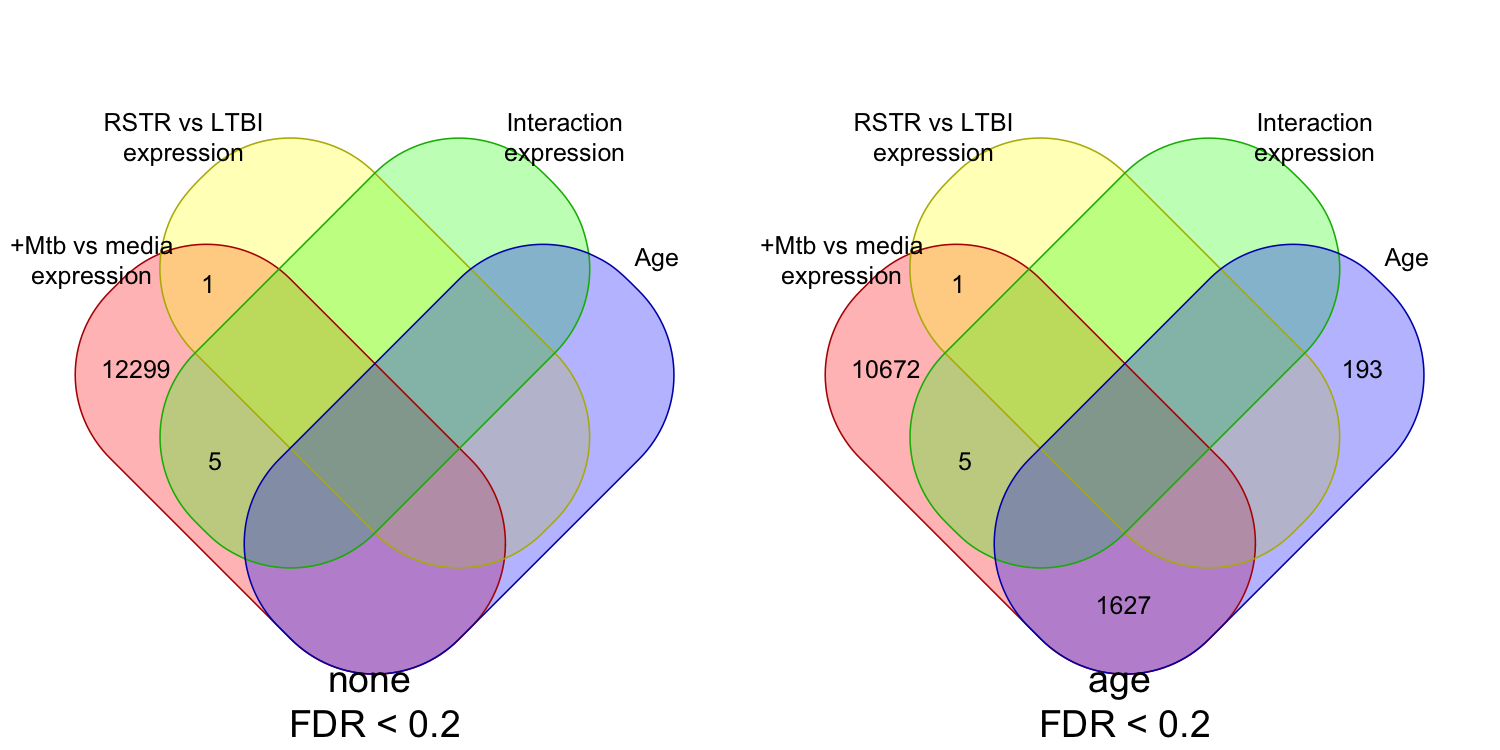 RSTR vs LTBI
expression
Interaction
expression
+Mtb vs media
expression
Age
1
12299
5
none
FDR < 0.2
RSTR vs LTBI
expression
Interaction
expression
+Mtb vs media
expression
Age
1
10672
193
5
1627
age
FDR < 0.2